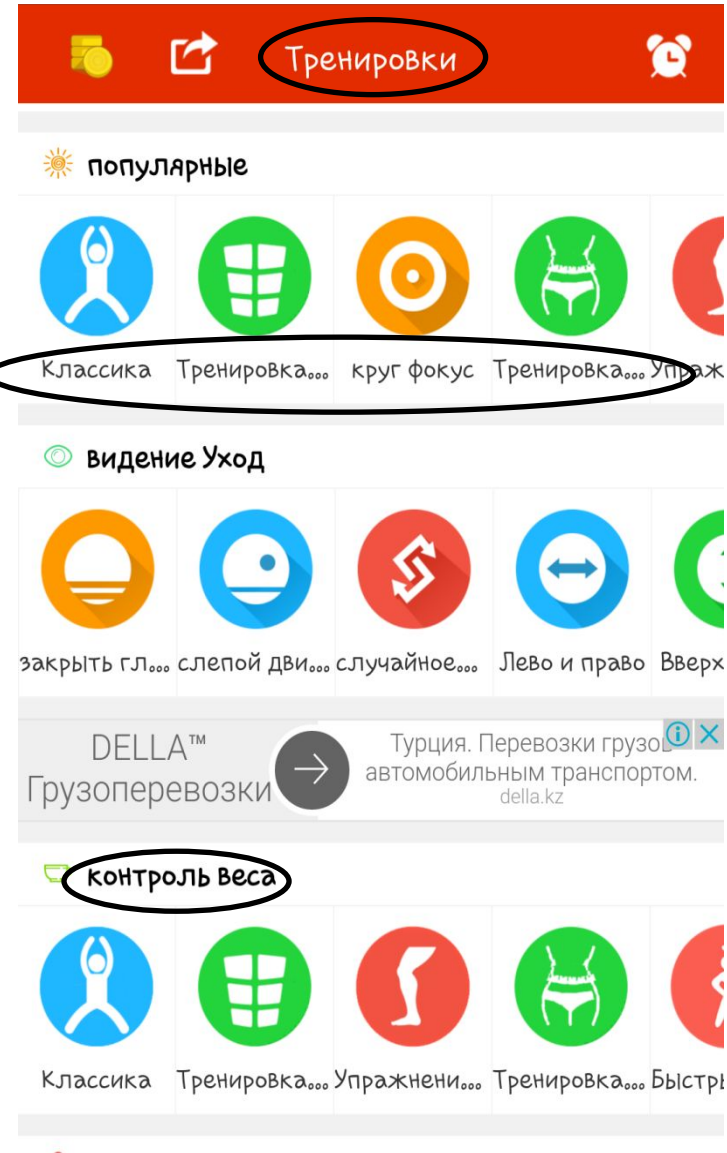 Тренировки
популярные
Классика Тренировка... круг фокус Тренировка... Упраж
видение Уход
закрыть гл... слепой дви... случайное... Лево и право Вверх
DELLA™ Грузоперевозки
Турция. Перевозки грузов
автомобильным транспортом.
della.kz
контроль веса
Классика Тренировка... Упражнени... Тренировка... Быстры